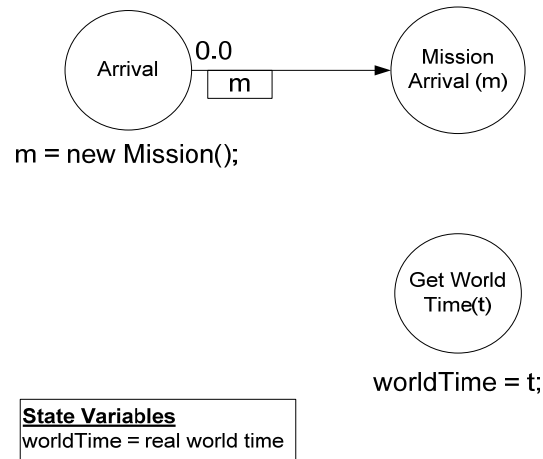 Arrival
0.0
m
Mission
Arrival (m)
m = new Mission();
Get World
Time(t)
worldTime = t;
State Variables
worldTime = real world time